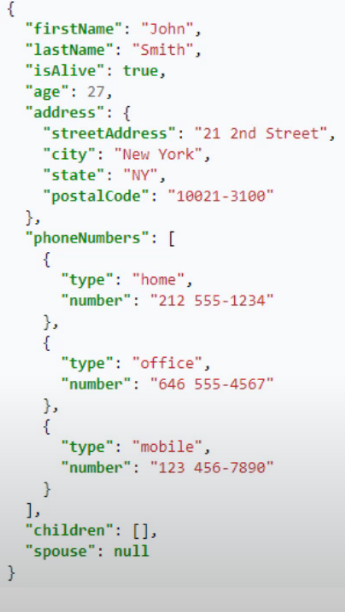 {
  "firstName": "John",
  "lastName": "Smith",
  "isAlive": true,
  "age": 27,
  "address": {
    "streetAddress": "21 2nd Street",
    "city": "New York",
    "state": "NY",
    "postalCode": "10021-3100"
  },
  "phoneNumbers": [
    {
      "type": "home",
      "number": "212 555-1234"
    },
    {
      "type": "office",
      "number": "646 555-4567"
    },
    {
      "type": "mobile",
      "number": "123 456-7890"
    }
  ],
  "children": [],
  "spouse": null
}